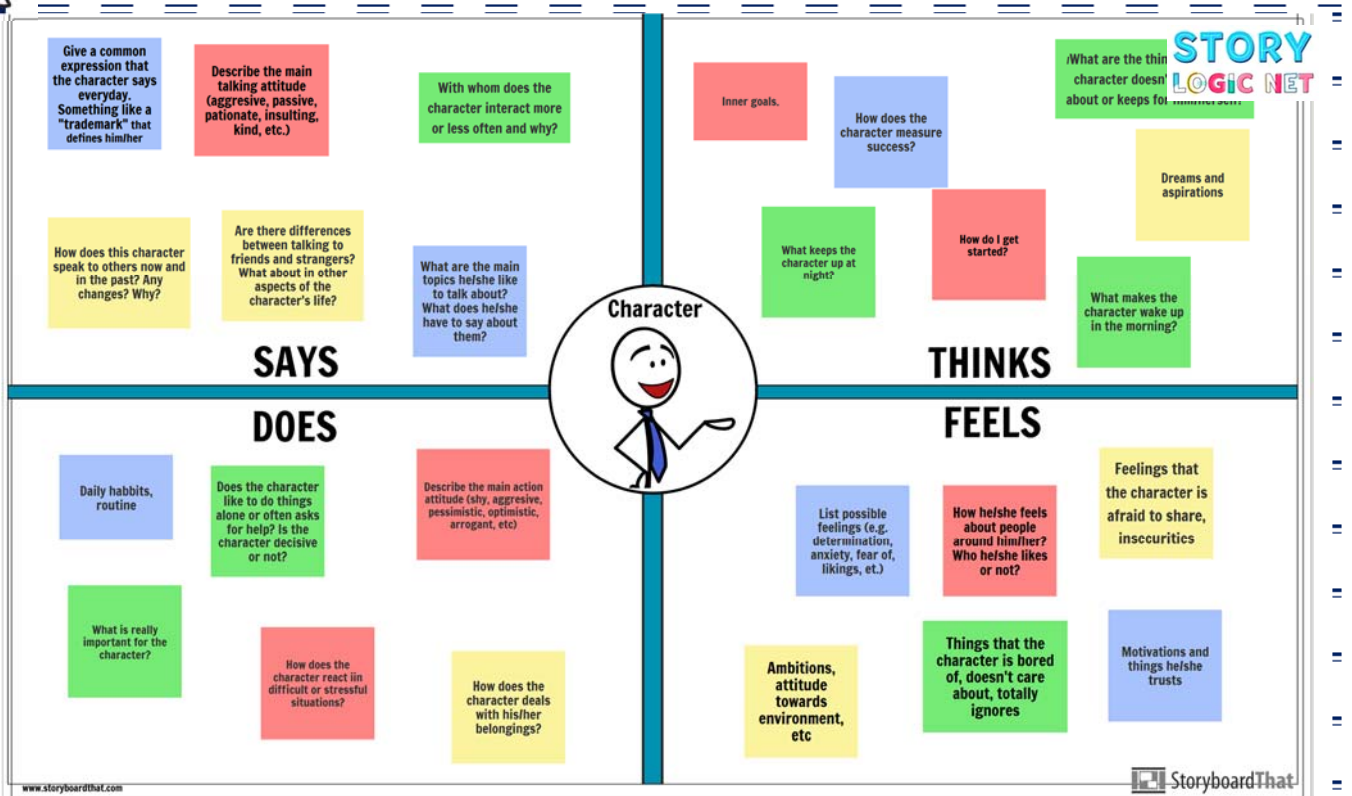 Give a common
expression that
the character says
everyday.
Something like a
"trademark" that
defines him/her
Describe the main
talking attitude
(aggresive, passive,
pationate, insulting,
kind, etc.)
With whom does the
character interact more
or less often and why?
How does this character
speak to others now and
in the past? Any
changes? Why?
Are there differences
between talking to
friends and strangers?
What about in other
aspects of the
character's life?
What are the main
topics he/she like
to talk about?
What does he/she
have to say about
them?
SAYS
Inner goals.
How does the
character measure
success?
What are the
character
about or keeps
STORY
LOGIC NET
Dreams and
aspirations
What keeps the
character up at
night?
How do I get
started?
What makes the
character wake up
in the morning?
THINKS
Character
DOES
Daily habbits,
routine
Does the character
like to do things
alone or often asks
for help? Is the
character decisive
or not?
Describe the main action
attitude (shy, aggresive,
pessimistic, optimistic,
arrogant, etc)
What is really
important for the
character?
How does the
character react iin
difficult or stressful
situations?
How does the
character deals
with his/her
belongings?
FEELS
List possible
feelings (e.g.
determination,
anxiety, fear of,
likings, et.)
How he/she feels
about people
around him/her?
Who he/she likes
or not?
Feelings that
the character is
afraid to share,
insecurities
Ambitions,
attitude
towards
environment,
etc
Things that the
character is bored
of, doesn't care
about, totally
ignores
Motivations and
things he/she
trusts
www.storyboardthat.com
StoryboardThat